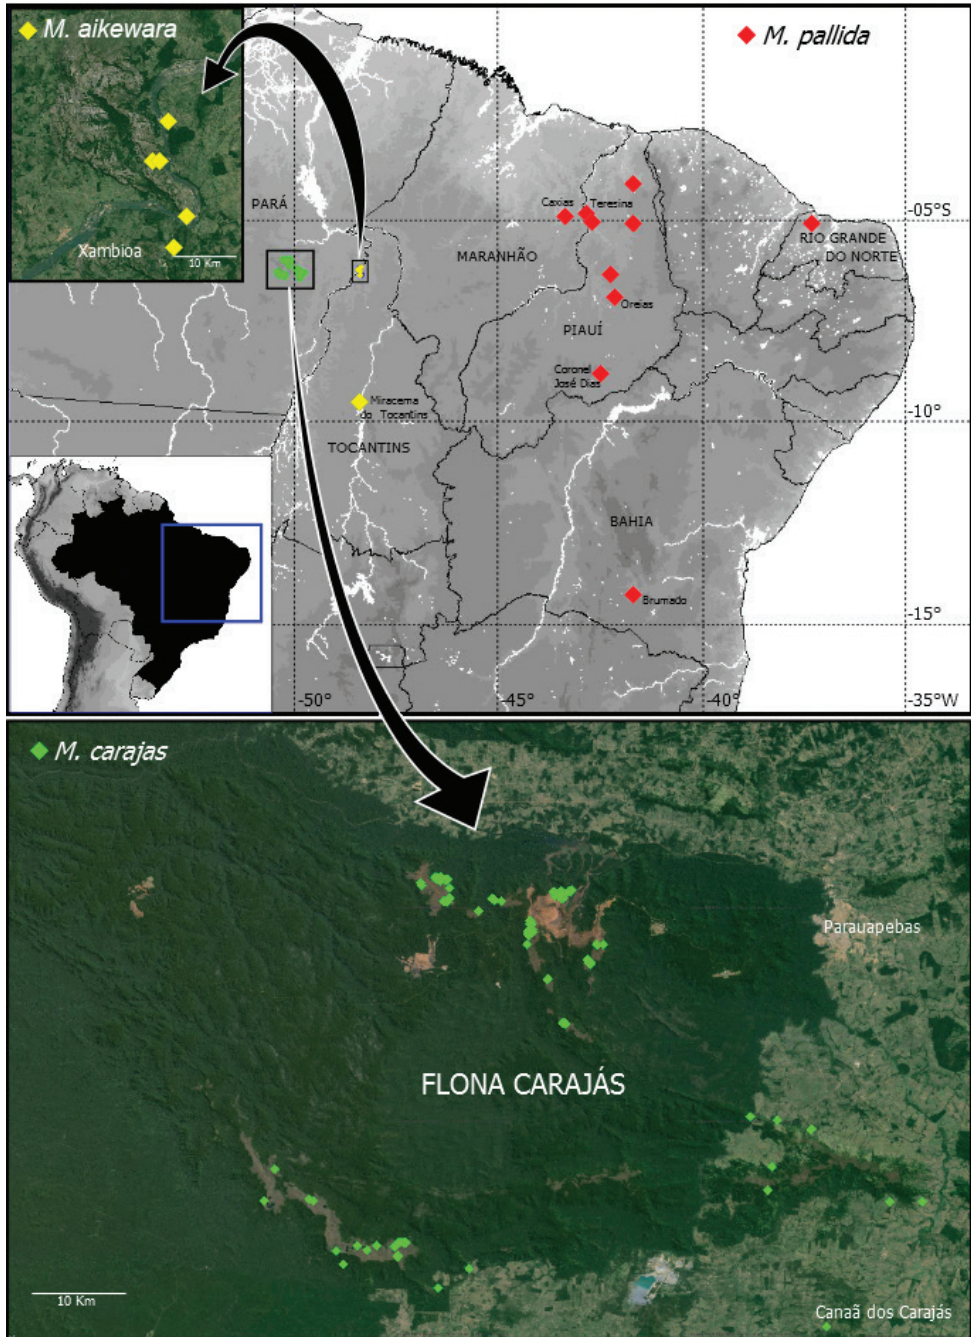 M. aikewara
Xambioa
10 Km
M. pallida
PARÁ
Caxias
Teresina
MARANHÃO
RIO GRANDE
DO NORTE
Oreias
PIAUÍ
Coronel
José Dias
Miracema
do Tocantins
TOCANTINS
BAHIA
Brumado
-05°S
-10°
-15°
-50°
-45°
-40°
-35°W
M. carajas
Parauapebas
FLONA CARAJÁS
10 Km
Canaã dos Carajás